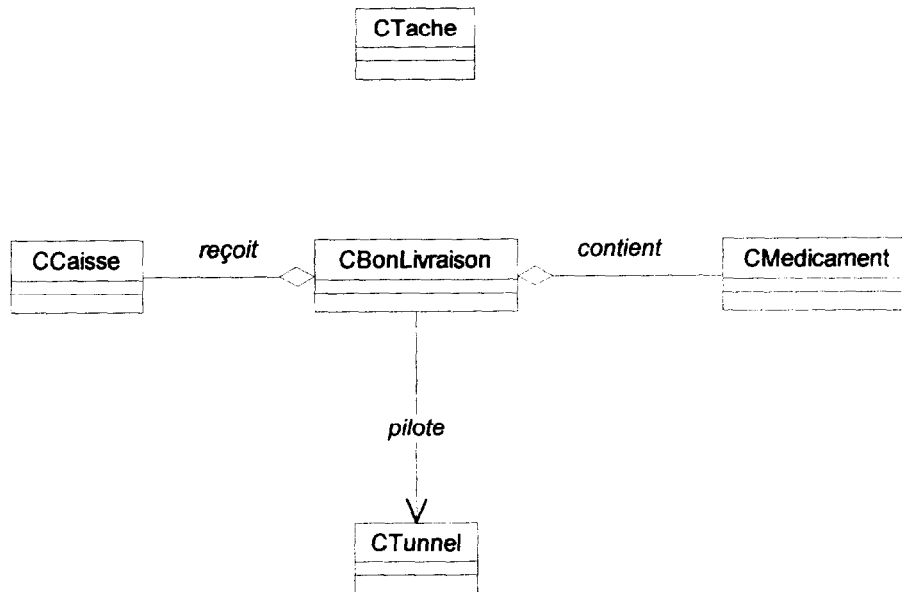 CTache
reçoit
contient
CCaisse
CBonLivraison
CMedicament
pilote
CTunnel